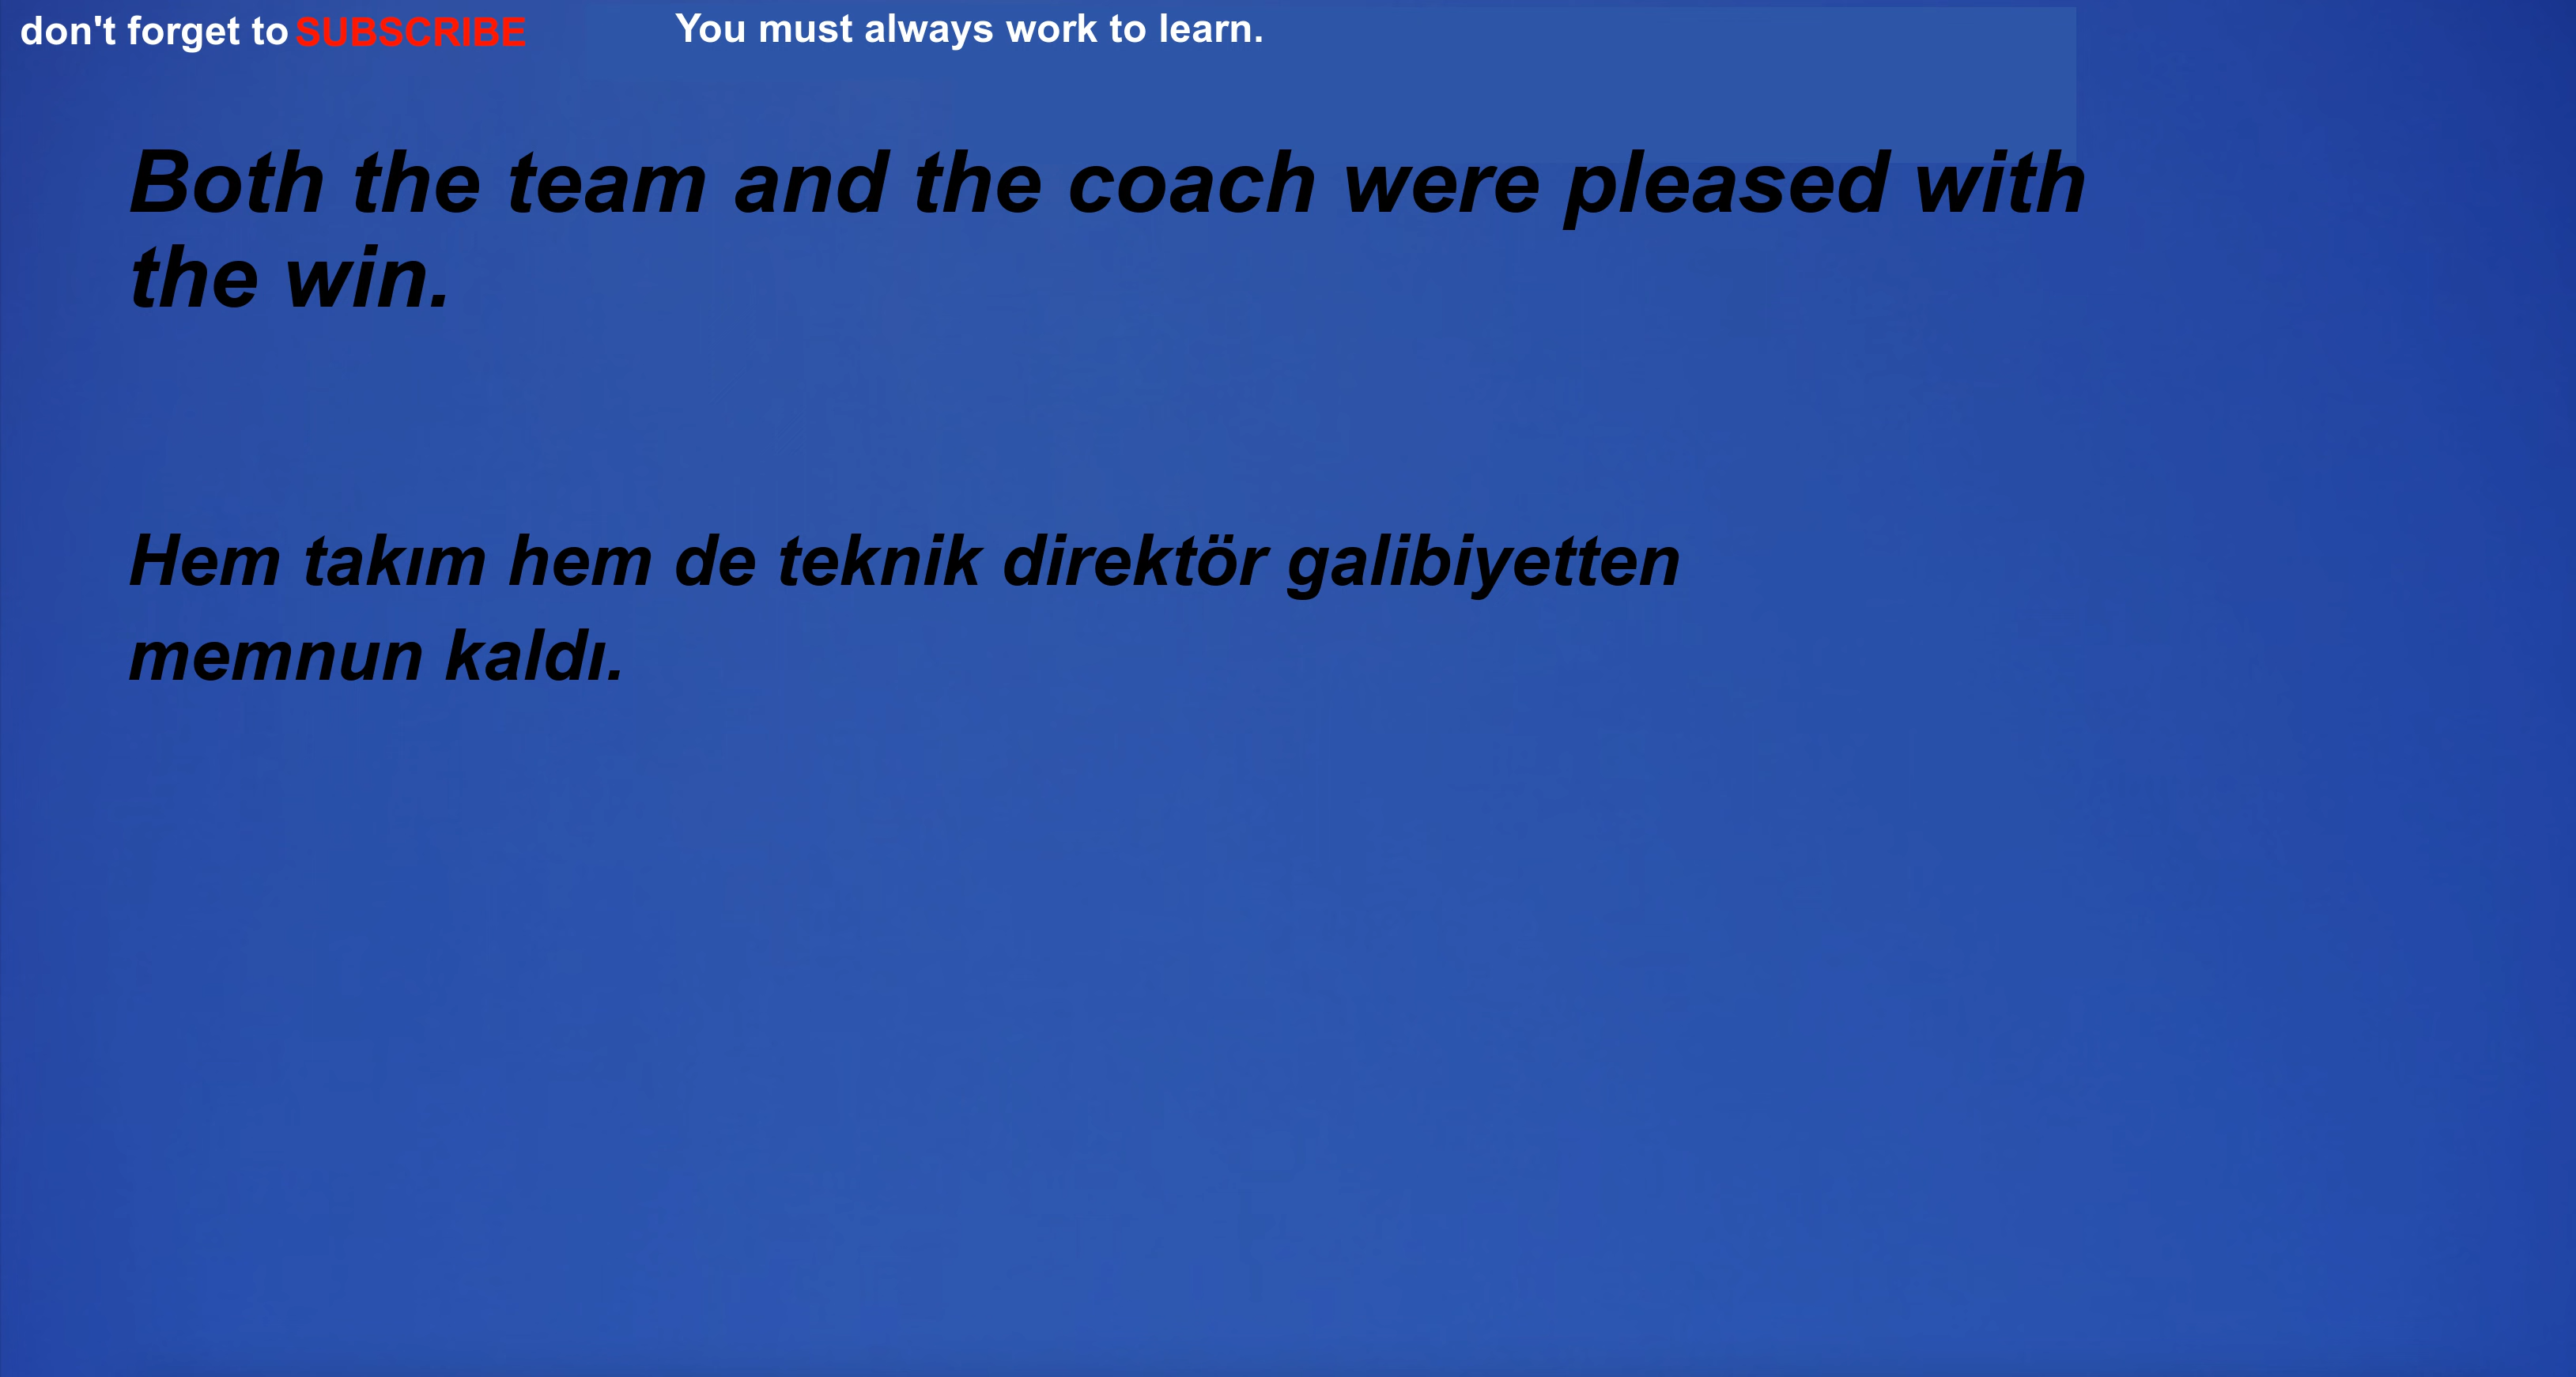 don't forget to SUBSCRIBE
You must always work to learn.
Both the team and the coach were pleased with
the win.
Hem takım hem de teknik direktör galibiyetten
memnun kaldı.